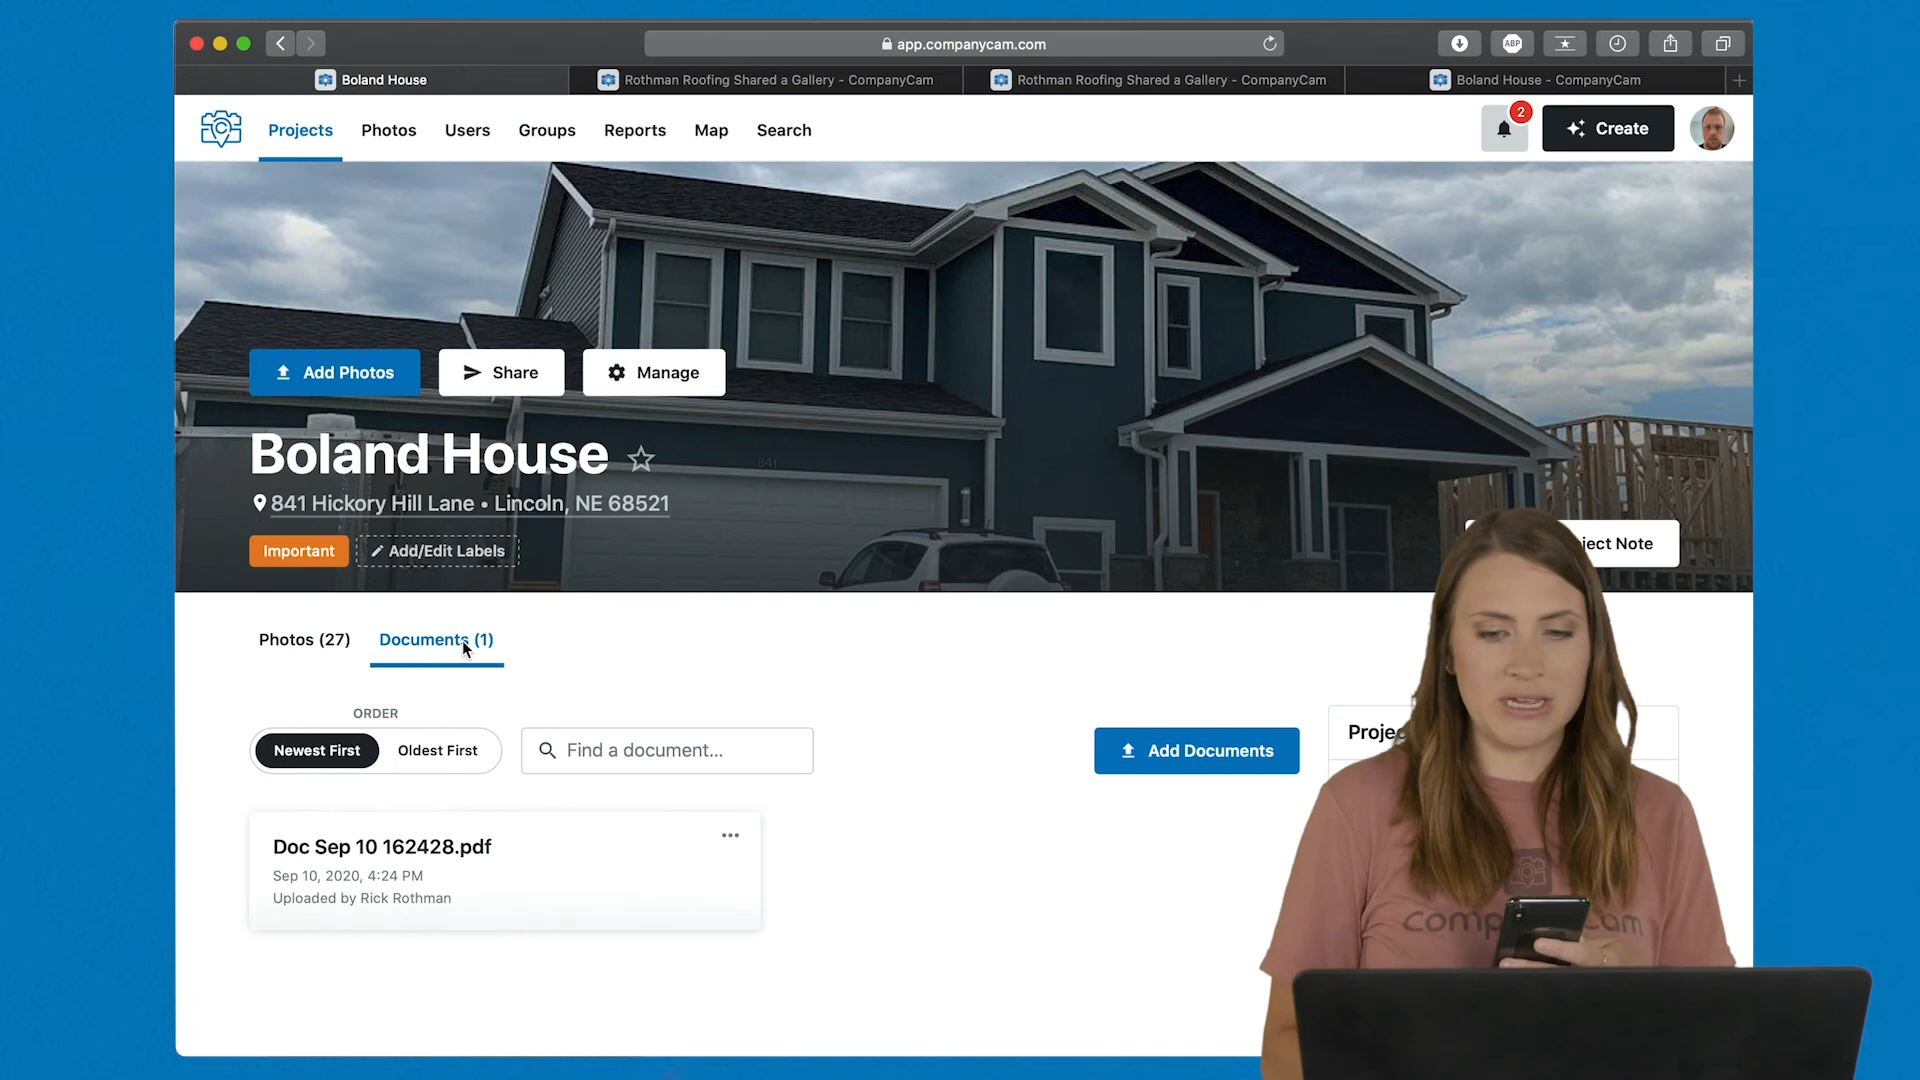 app.companycam.com
ABP
Boland House
Rothman Roofing Shared a Gallery - CompanyCam
Rothman Roofing Shared a Gallery - CompanyCam
Boland House - CompanyCam
Projects
Photos
Users
Groups
Reports
Map
Search
2
Create
Add Photos
Share
Manage
841
Boland House
841 Hickory Hill Lane • Lincoln, NE 68521
Important
Add/Edit Labels
Note
Photos (27)
Documents (1)
ORDER
Newest First
Oldest First
Find a document...
Add Documents
Doc Sep 10 162428.pdf
Sep 10, 2020, 4:24 PM
Uploaded by Rick Rothman